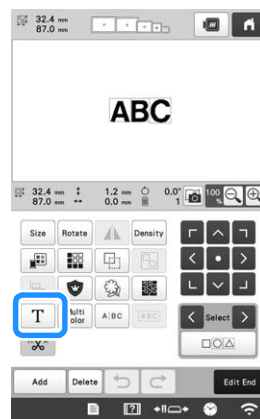 32.4 mm
87.0 mm
ABC
32.4 mm 1.2 mm 0.0°
87.0 mm 0.0 mm 1
100 %
Size Rotate Density
T Multi Color A|BC ABC
Select
Add Delete Edit End
[?]